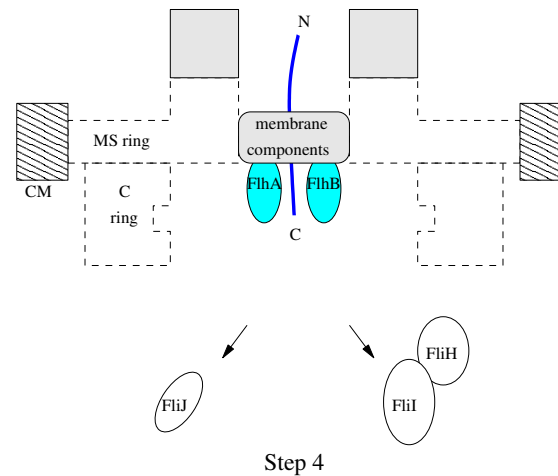 N
membrane
components
MS ring
CM
C
ring
FlhA
FlhB
C
FliH
FliJ
FliI
Step 4